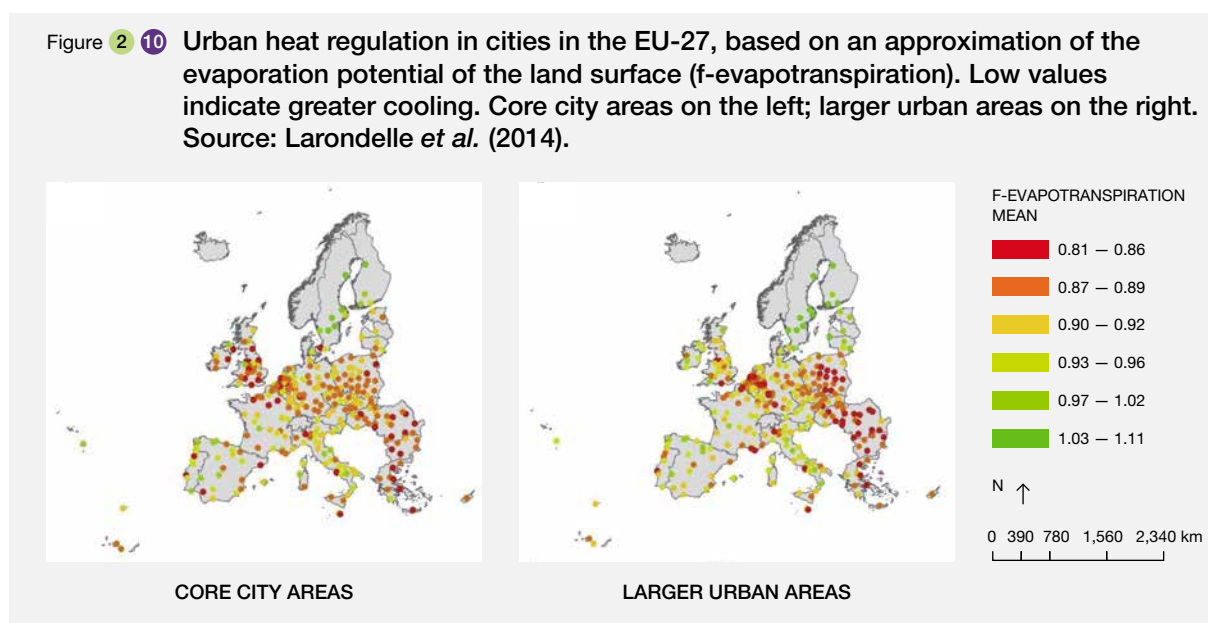 Figure 2 10 Urban heat regulation in cities in the EU-27, based on an approximation of the
evaporation potential of the land surface (f-evapotranspiration). Low values
indicate greater cooling. Core city areas on the left; larger urban areas on the right.
Source: Larondelle et al. (2014).
F-EVAPOTRANSPIRATION
MEAN
0.81 — 0.86
0.87 — 0.89
0.90 — 0.92
0.93 — 0.96
0.97 — 1.02
1.03 — 1.11
N
0 390 780 1,560 2,340 km
CORE CITY AREAS
LARGER URBAN AREAS